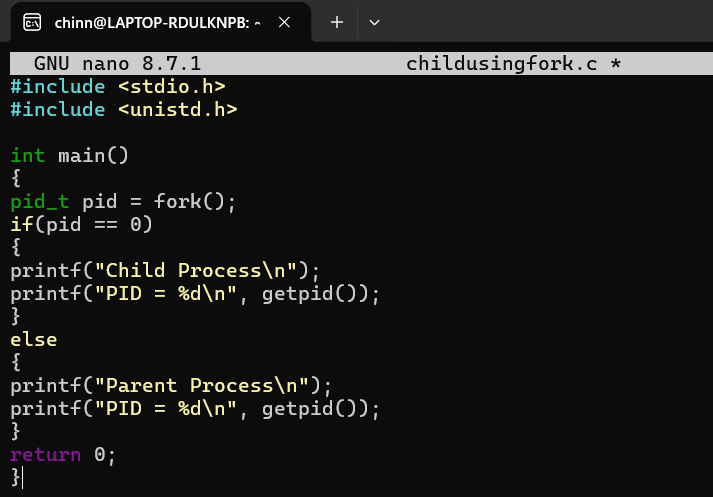 chinn@LAPTOP-RDULKNPB: ~
GNU nano 8.7.1 childusingfork.c *
#include <stdio.h>
#include <unistd.h>
int main()
{
pid_t pid = fork();
if(pid == 0)
{
printf("Child Process\n");
printf("PID = %d\n", getpid());
}
else
{
printf("Parent Process\n");
printf("PID = %d\n", getpid());
}
return 0;
}